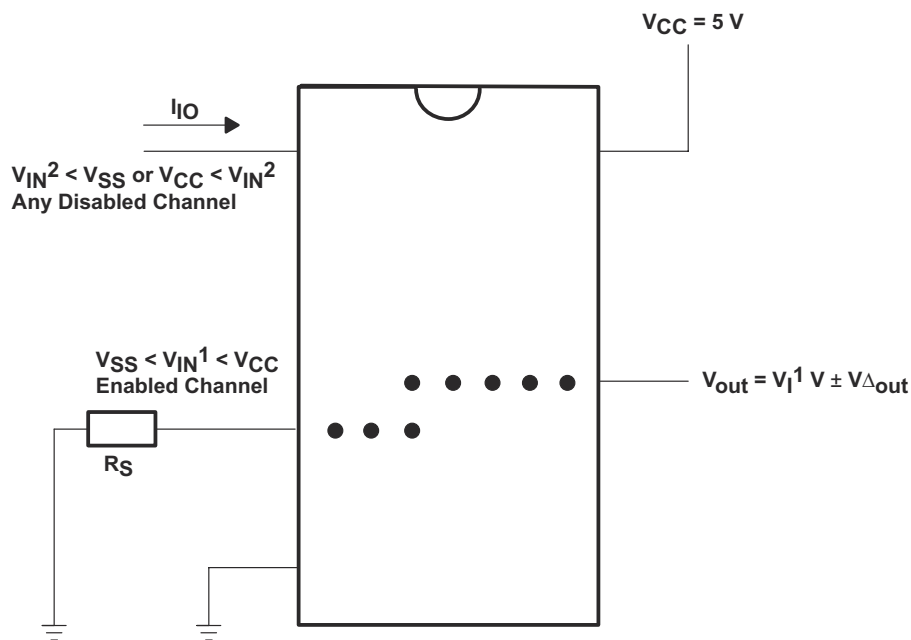 V_CC = 5 V
I_IO
V_IN^2 < V_SS or V_CC < V_IN^2
Any Disabled Channel
V_SS < V_IN^1 < V_CC
Enabled Channel
V_out = V_I^1 V ± VΔ_out
R_S